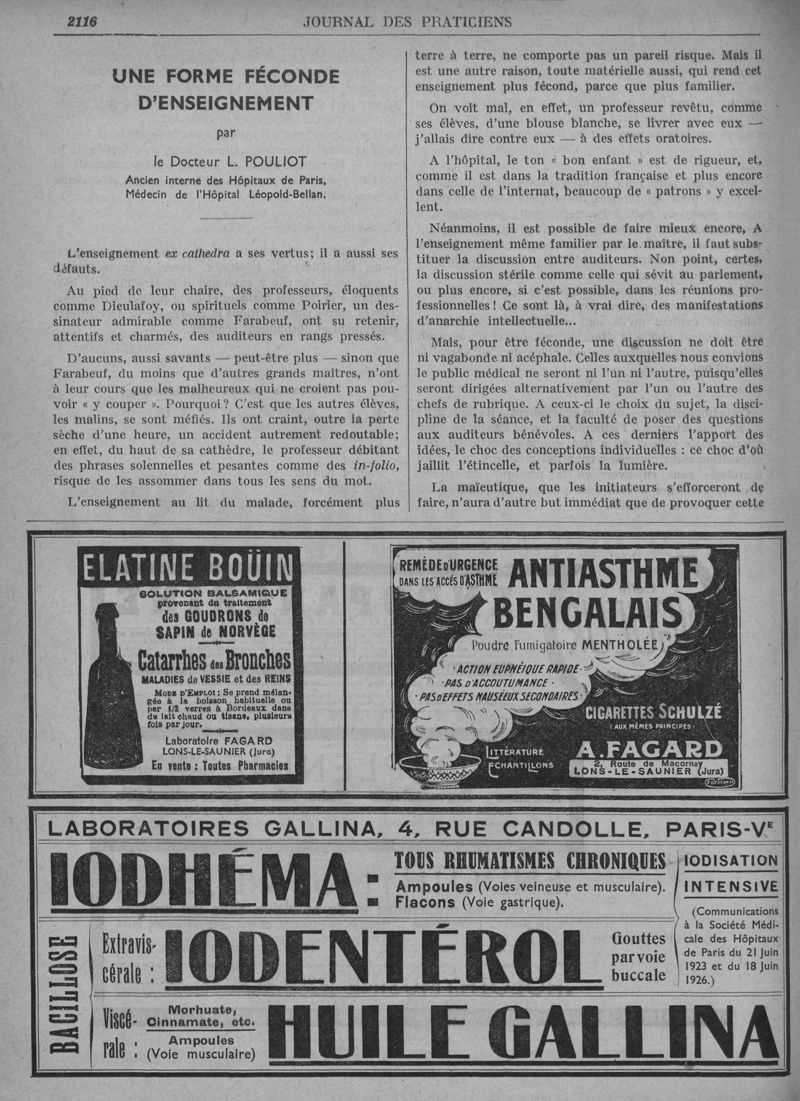 2116
JOURNAL DES PRATICIENS
UNE FORME FÉCONDE
D'ENSEIGNEMENT
par
le Docteur L. POULIOT
Ancien interne des Hôpitaux de Paris,
Médecin de l'Hôpital Léopold-Bellan.
L'enseignement ex cathedra a ses vertus; il a aussi ses
défauts.
Au pied de leur chaire, des professeurs, éloquents
comme Dieulafoy, ou spirituels comme Poirier, un des-
sinateur admirable comme Farabeuf, ont su retenir,
attentifs et charmés, des auditeurs en rangs pressés.
D'aucuns, aussi savants — peut-être plus — sinon que
Farabeuf, du moins que d'autres grands maîtres, n'ont
à leur cours que les malheureux qui ne croient pas pou-
voir « y couper ». Pourquoi? C'est que les autres élèves,
les malins, se sont méfiés. Ils ont craint, outre la perte
sèche d'une heure, un accident autrement redoutable;
en effet, du haut de sa cathèdre, le professeur débitant
des phrases solennelles et pesantes comme des in-folio,
risque de les assommer dans tous les sens du mot.
L'enseignement au lit du malade, forcément plus
terre à terre, ne comporte pas un pareil risque. Mais il
est une autre raison, toute matérielle aussi, qui rend cet
enseignement plus fécond, parce que plus familier.
On voit mal, en effet, un professeur revêtu, comme
ses élèves, d'une blouse blanche, se livrer avec eux —
j'allais dire contre eux — à des effets oratoires.
A l'hôpital, le ton « bon enfant » est de rigueur, et,
comme il est dans la tradition française et plus encore
dans celle de l'internat, beaucoup de « patrons » y excel-
lent.
Néanmoins, il est possible de faire mieux encore, A
l'enseignement même familier par le maître, il faut subs-
tituer la discussion entre auditeurs. Non point, certes,
la discussion stérile comme celle qui sévit au parlement,
ou plus encore, si c'est possible, dans les réunions pro-
fessionnelles! Ce sont là, à vrai dire, des manifestations
d'anarchie intellectuelle...
Mais, pour être féconde, une discussion ne doit être
ni vagabonde ni acéphale. Celles auxquelles nous convions
le public médical ne seront ni l'un ni l'autre, puisqu'elles
seront dirigées alternativement par l'un ou l'autre des
chefs de rubrique. A ceux-ci le choix du sujet, la disci-
pline de la séance, et la faculté de poser des questions
aux auditeurs bénévoles. A ces derniers l'apport des
idées, le choc des conceptions individuelles : ce choc d'où
jaillit l'étincelle, et parfois la lumière.
La maïeutique, que les initiateurs s'efforceront de
faire, n'aura d'autre but immédiat que de provoquer cette
ELATINE BOÜIN
SOLUTION BALSAMIQUE
provenant du traitement
des GOUDRONS de
SAPIN de NORVÈGE
Catarrhes des Bronches
MALADIES de VESSIE et des REINS
MODE D'EMPLOI : Se prend mélan-
gée à la boisson habituelle ou
par 1/2 verres à Bordeaux dans
du lait chaud ou tisane, plusieurs
fois par jour.
Laboratoire FAGARD
LONS-LE-SAUNIER (Jura)
En vente : Toutes Pharmacies
REMÈDE D'URGENCE
DANS LES ACCÈS D'ASTHME
ANTIASTHME
BENGALAIS
Poudre Fumigatoire MENTHOLÉE
· ACTION EUPNÉIQUE RAPIDE ·
· PAS D'ACCOUTUMANCE ·
· PAS D'EFFETS NAUSÉEUX SECONDAIRES ·
CIGARETTES SCHULZÉ
(AUX MÊMES PRINCIPES)
LITTÉRATURE
ECHANTILLONS
A. FAGARD
2, Route de Macornay
LONS-LE-SAUNIER (Jura)
LABORATOIRES GALLINA, 4, RUE CANDOLLE, PARIS-VE
IODHÉMA :
TOUS RHUMATISMES CHRONIQUES
Ampoules (Voies veineuse et musculaire).
Flacons (Voie gastrique).
IODISATION
INTENSIVE
(Communications
à la Société Médi-
cale des Hôpitaux
de Paris du 21 Juin
1923 et du 18 Juin
1926.)
BACILLOSE
Extravis-
cérale :
IODENTÉROL
Gouttes
par voie
buccale
Viscé-
rale :
Morhuate,
Cinnamate, etc.
Ampoules
(Voie musculaire)
HUILE GALLINA